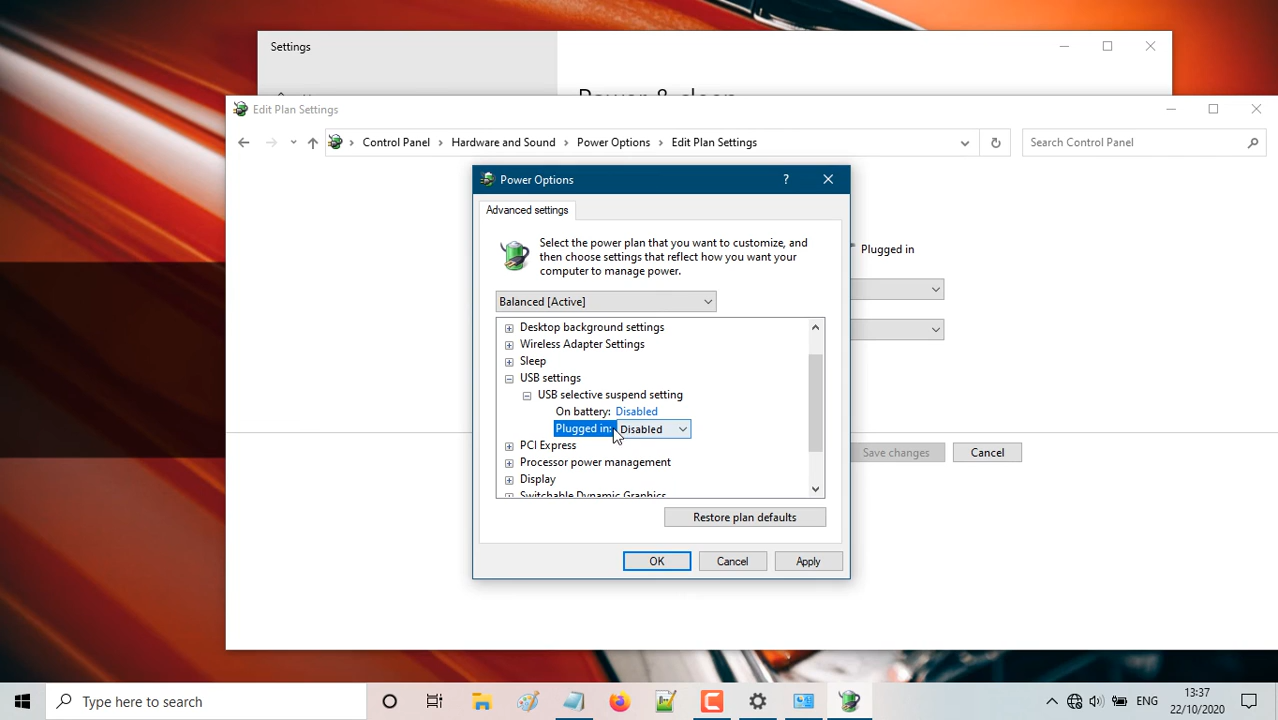 Settings
Edit Plan Settings
Control Panel
Hardware and Sound
Power Options
Edit Plan Settings
Search Control Panel
Power Options
?
Advanced settings
Select the power plan that you want to customize, and
then choose settings that reflect how you want your
computer to manage power.
Plugged in
Balanced [Active]
Desktop background settings
Wireless Adapter Settings
Sleep
USB settings
USB selective suspend setting
On battery: Disabled
Plugged in: Disabled
PCI Express
Processor power management
Display
Switchable Dynamic Graphics
Save changes
Cancel
Restore plan defaults
OK
Cancel
Apply
Type here to search
ENG
13:37
22/10/2020